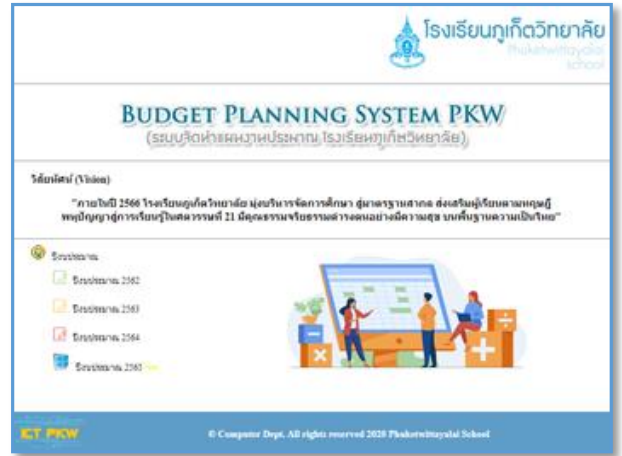 โรงเรียนภูเก็ตวิทยาลัย
Phuketwittayalai
school
BUDGET PLANNING SYSTEM PKW
(ระบบจัดทำแผนงบประมาณ โรงเรียนภูเก็ตวิทยาลัย)
วิสัยทัศน์ (Vision)
"ภายในปี 2566 โรงเรียนภูเก็ตวิทยาลัย มุ่งบริหารจัดการศึกษา สู่มาตรฐานสากล ส่งเสริมผู้เรียนตามทฤษฎี
พหุปัญญาสู่การเรียนรู้ในศตวรรษที่ 21 มีคุณธรรมจริยธรรมดำรงตนอย่างมีความสุข บนพื้นฐานความเป็นไทย"
ปีงบประมาณ
ปีงบประมาณ 2562
ปีงบประมาณ 2563
ปีงบประมาณ 2564
ปีงบประมาณ 2565
ICT PKW
© Computer Dept. All rights reserved 2020 Phuketwittayalai School